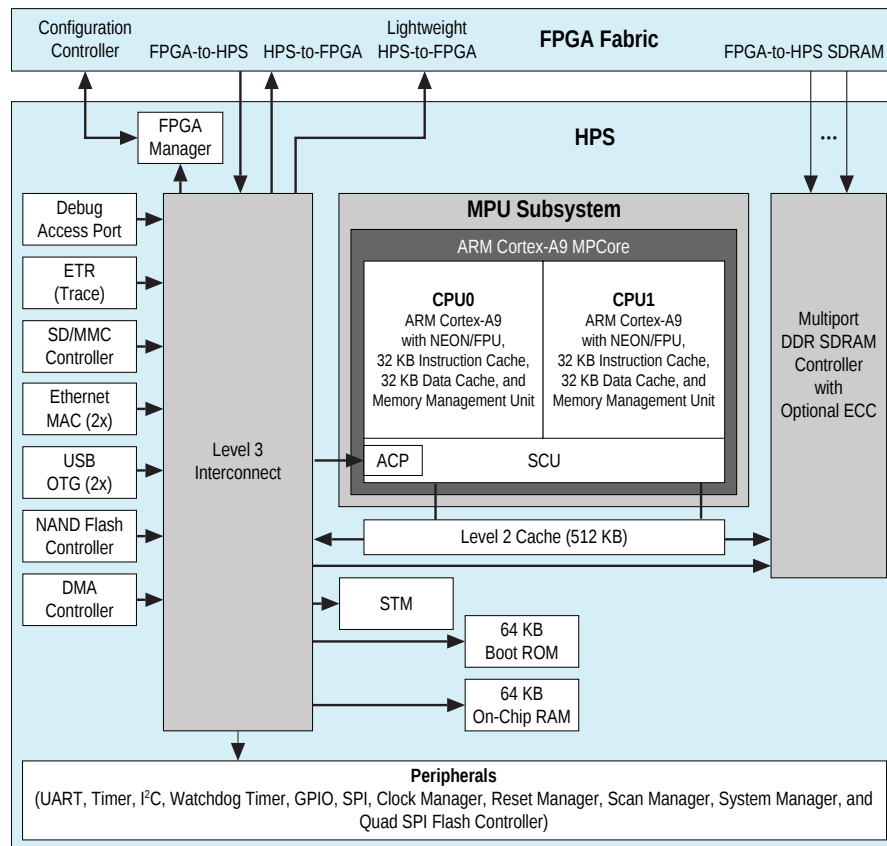 Configuration
Controller
FPGA-to-HPS
HPS-to-FPGA
Lightweight
HPS-to-FPGA
FPGA Fabric
FPGA-to-HPS SDRAM
HPS
...
FPGA
Manager
Debug
Access Port
ETR
(Trace)
SD/MMC
Controller
Ethernet
MAC (2x)
USB
OTG (2x)
NAND Flash
Controller
DMA
Controller
Level 3
Interconnect
MPU Subsystem
ARM Cortex-A9 MPCore
CPU0
ARM Cortex-A9
with NEON/FPU,
32 KB Instruction Cache,
32 KB Data Cache, and
Memory Management Unit
CPU1
ARM Cortex-A9
with NEON/FPU,
32 KB Instruction Cache,
32 KB Data Cache, and
Memory Management Unit
ACP
SCU
Level 2 Cache (512 KB)
Multiport
DDR SDRAM
Controller
with
Optional ECC
STM
64 KB
Boot ROM
64 KB
On-Chip RAM
Peripherals
(UART, Timer, I²C, Watchdog Timer, GPIO, SPI, Clock Manager, Reset Manager, Scan Manager, System Manager, and
Quad SPI Flash Controller)